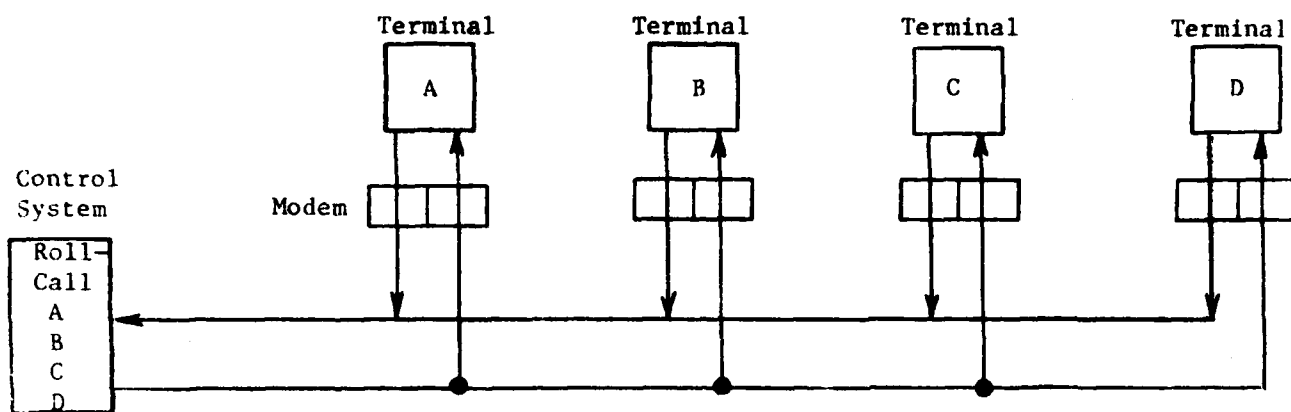 Terminal
Terminal
Terminal
Terminal
A
B
C
D
Control
System
Modem
Roll-
Call
A
B
C
D